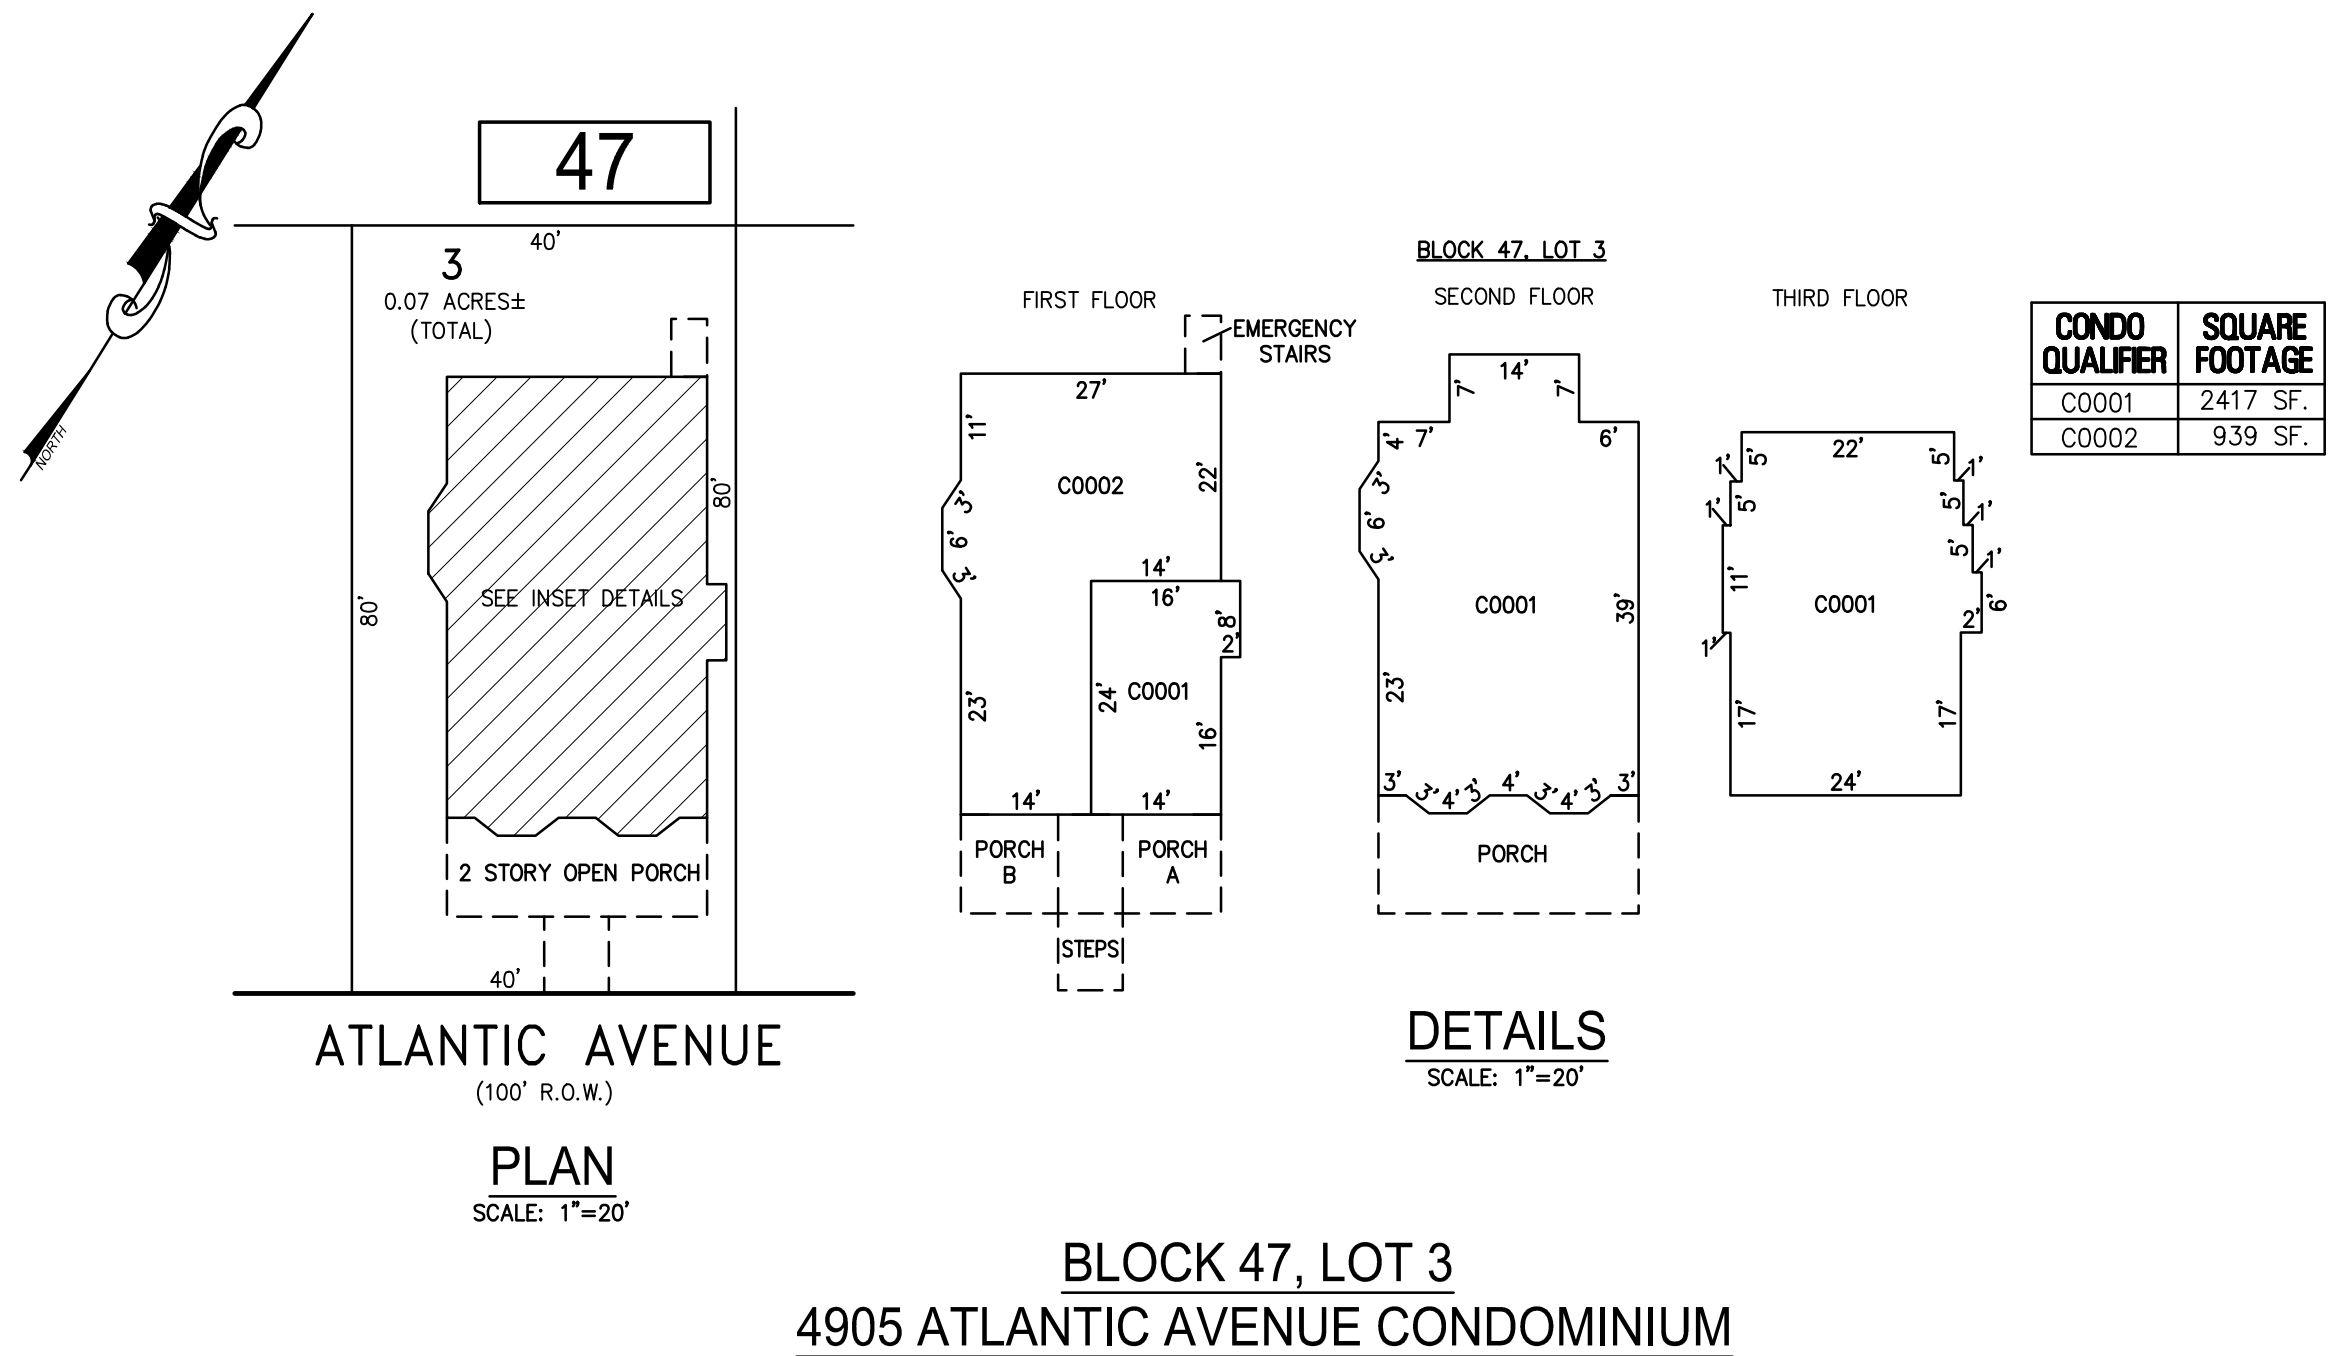 NORTH
47
40'
3
0.07 ACRES±
(TOTAL)
80'
80'
SEE INSET DETAILS
2 STORY OPEN PORCH
40'
ATLANTIC AVENUE
(100' R.O.W.)
PLAN
SCALE: 1"=20'
BLOCK 47, LOT 3
FIRST FLOOR
EMERGENCY
STAIRS
27'
11'
C0002
22'
3'
6'
3'
14'
16'
8'
2'
23'
24'
C0001
16'
14'
14'
PORCH
B
PORCH
A
STEPS
SECOND FLOOR
14'
7'
7'
4'
7'
6'
3'
6'
3'
C0001
39'
23'
3'
3'
4'
3'
4'
3'
4'
3'
3'
PORCH
THIRD FLOOR
22'
1'
5'
5'
1'
1'
5'
5'
1'
11'
5'
1'
C0001
2'
6'
1'
17'
17'
24'
CONDO QUALIFIER
SQUARE FOOTAGE
C0001 2417 SF.
C0002 939 SF.
DETAILS
SCALE: 1"=20'
BLOCK 47, LOT 3
4905 ATLANTIC AVENUE CONDOMINIUM